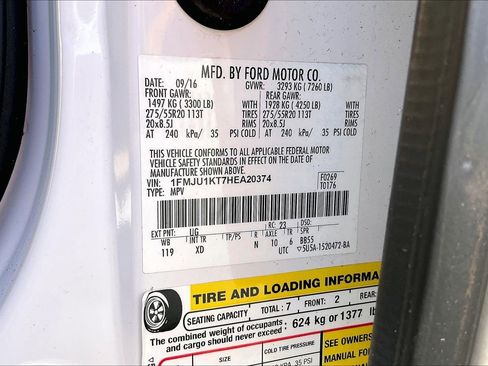 MFD. BY FORD MOTOR CO.
DATE: 09/16 GVWR: 3293 KG ( 7260 LB)
FRONT GAWR: REAR GAWR:
1497 KG ( 3300 LB) WITH 1928 KG ( 4250 LB) WITH
275/55R20 113T TIRES 275/55R20 113T TIRES
20x8.5J RIMS 20x8.5J RIMS
AT 240 kPa/ 35 PSI COLD AT 240 kPa/ 35 PSI COLD
THIS VEHICLE CONFORMS TO ALL APPLICABLE FEDERAL MOTOR
VEHICLE SAFETY STANDARDS IN EFFECT ON THE DATE OF
MANUFACTURE SHOWN ABOVE.
VIN: 1FMJU1KT7HEA20374 F0269
TYPE: MPV T0176
EXT PNT: UG RC: 23 DSO:
WB INT TR TP/PS R AXLE TR SPR
119 XD N 10 6 BB55
UTC ▽5U5A-1520472-BA
TIRE AND LOADING INFORMA
SEATING CAPACITY TOTAL : 7 FRONT: 2 REAR:
The combined weight of occupants
and cargo should never exceed 624 kg or 1377 lb
SIZE COLD TIRE PRESSURE SEE OWNERS
MANUAL FOR
35 PSI